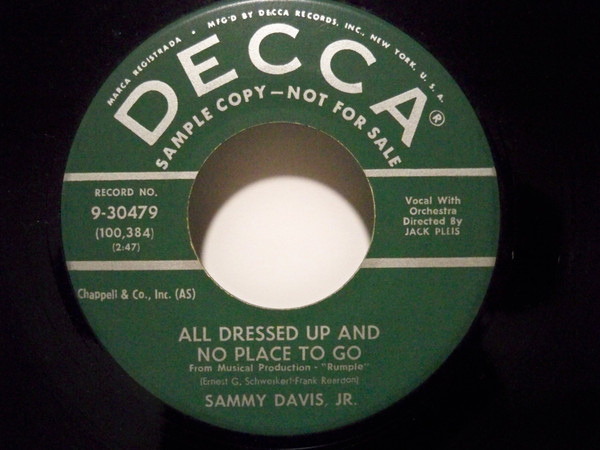 MARCA REGISTRADA • MFG'D BY DECCA RECORDS, INC., NEW YORK, U. S. A.
DECCA®
SAMPLE COPY—NOT FOR SALE
RECORD NO.
9-30479
(100,384)
(2:47)
Vocal With
Orchestra
Directed By
JACK PLEIS
Chappell & Co., Inc. (AS)
ALL DRESSED UP AND
NO PLACE TO GO
From Musical Production - "Rumple"
(Ernest G. Schweikert-Frank Reardon)
SAMMY DAVIS, JR.